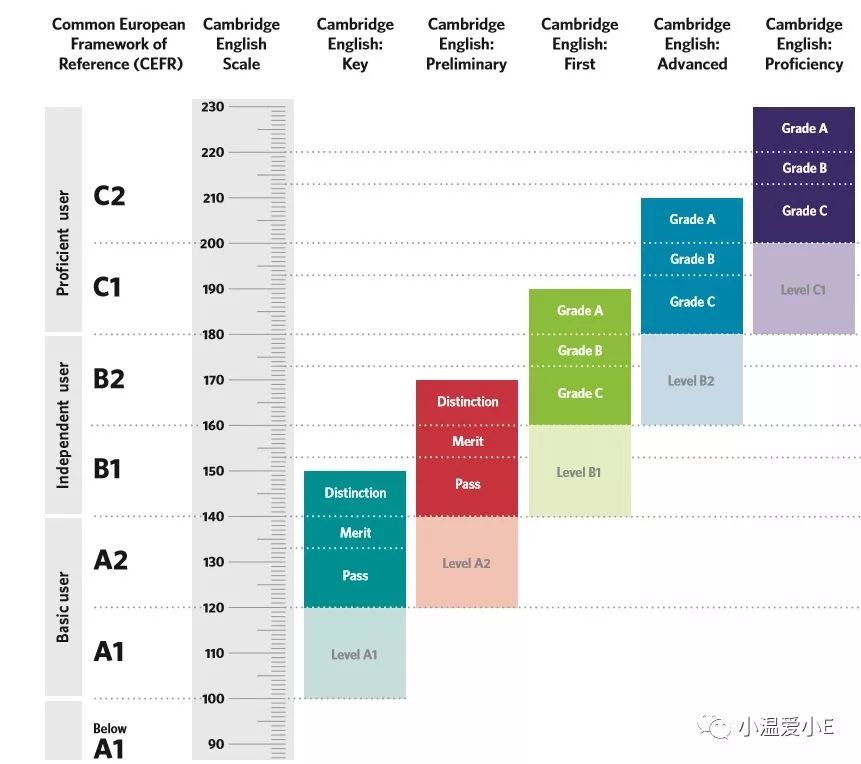 Common European
Framework of
Reference (CEFR)
Cambridge
English
Scale
Cambridge
English:
Key
Cambridge
English:
Preliminary
Cambridge
English:
First
Cambridge
English:
Advanced
Cambridge
English:
Proficiency
Proficient user
Independent user
Basic user
C2
C1
B2
B1
A2
A1
Below
A1
230
220
210
200
190
180
170
160
150
140
130
120
110
100
90
Distinction
Merit
Pass
Level A1
Distinction
Merit
Pass
Level A2
Grade A
Grade B
Grade C
Level B1
Grade A
Grade B
Grade C
Level B2
Grade A
Grade B
Grade C
Level C1
小温爱小E